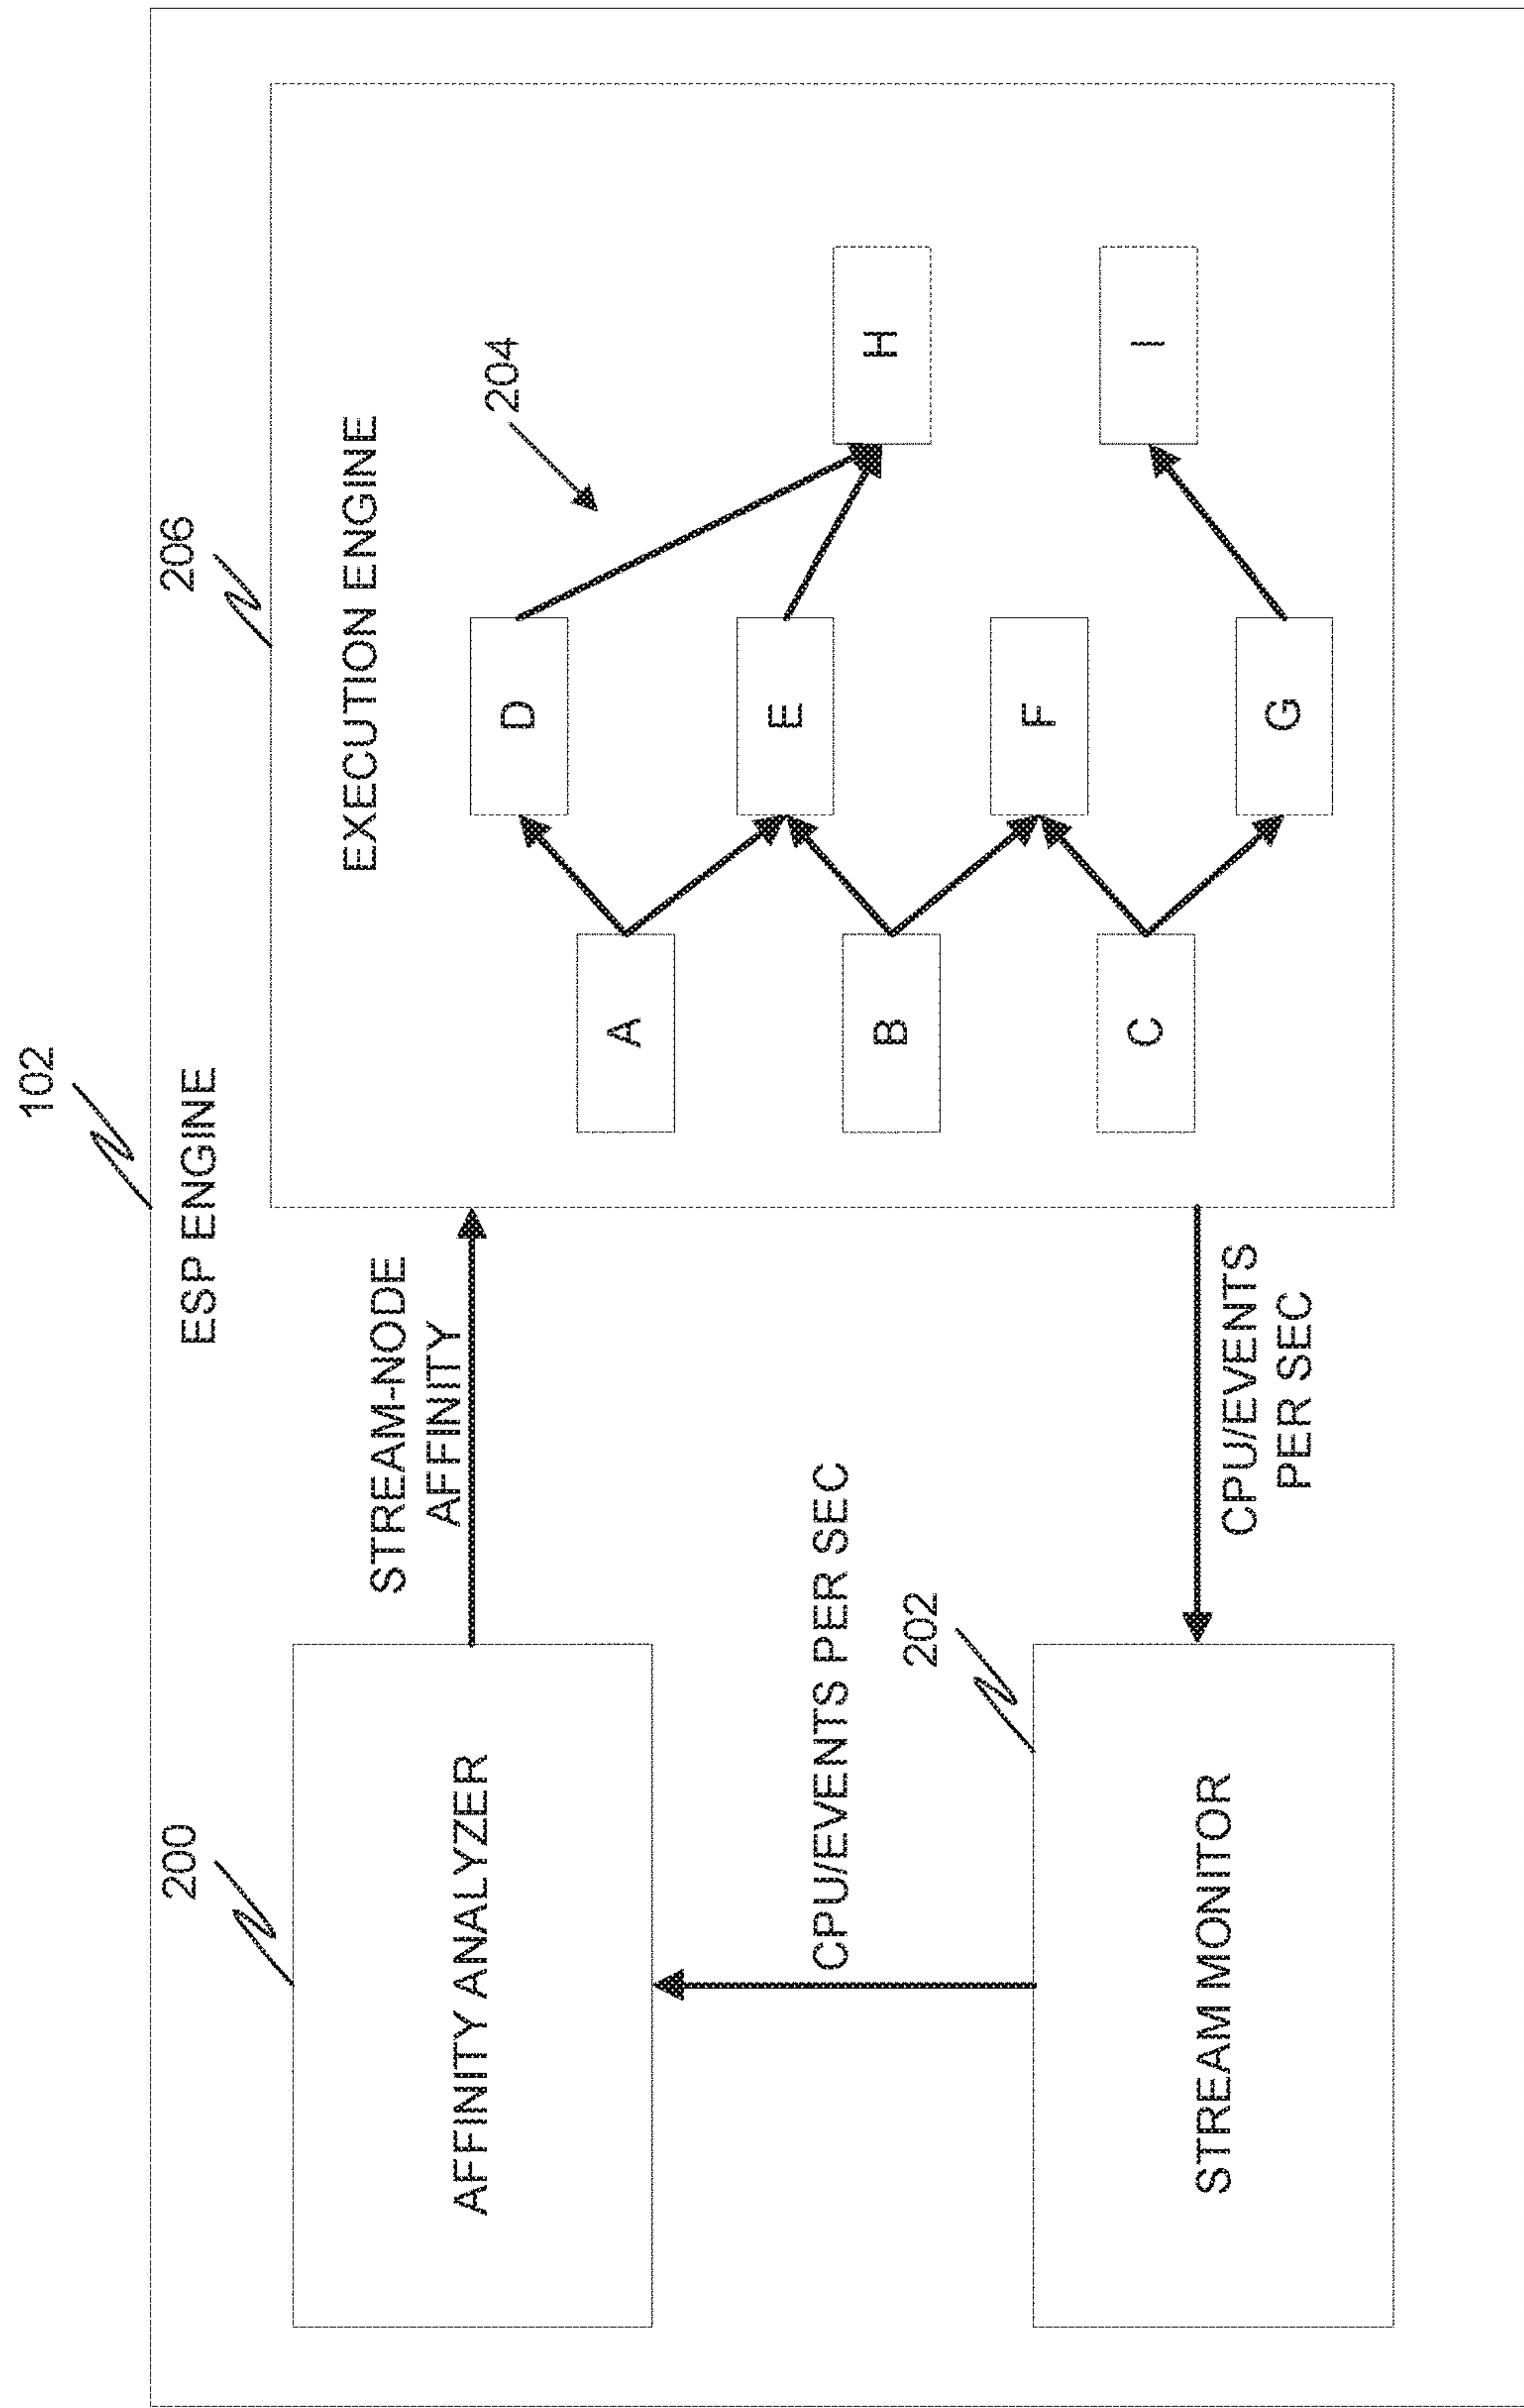 102
ESP ENGINE
200
AFFINITY ANALYZER
STREAM-NODE
AFFINITY
206
EXECUTION ENGINE
204
A
B
C
D
E
F
G
H
I
CPU/EVENTS PER SEC
202
STREAM MONITOR
CPU/EVENTS
PER SEC